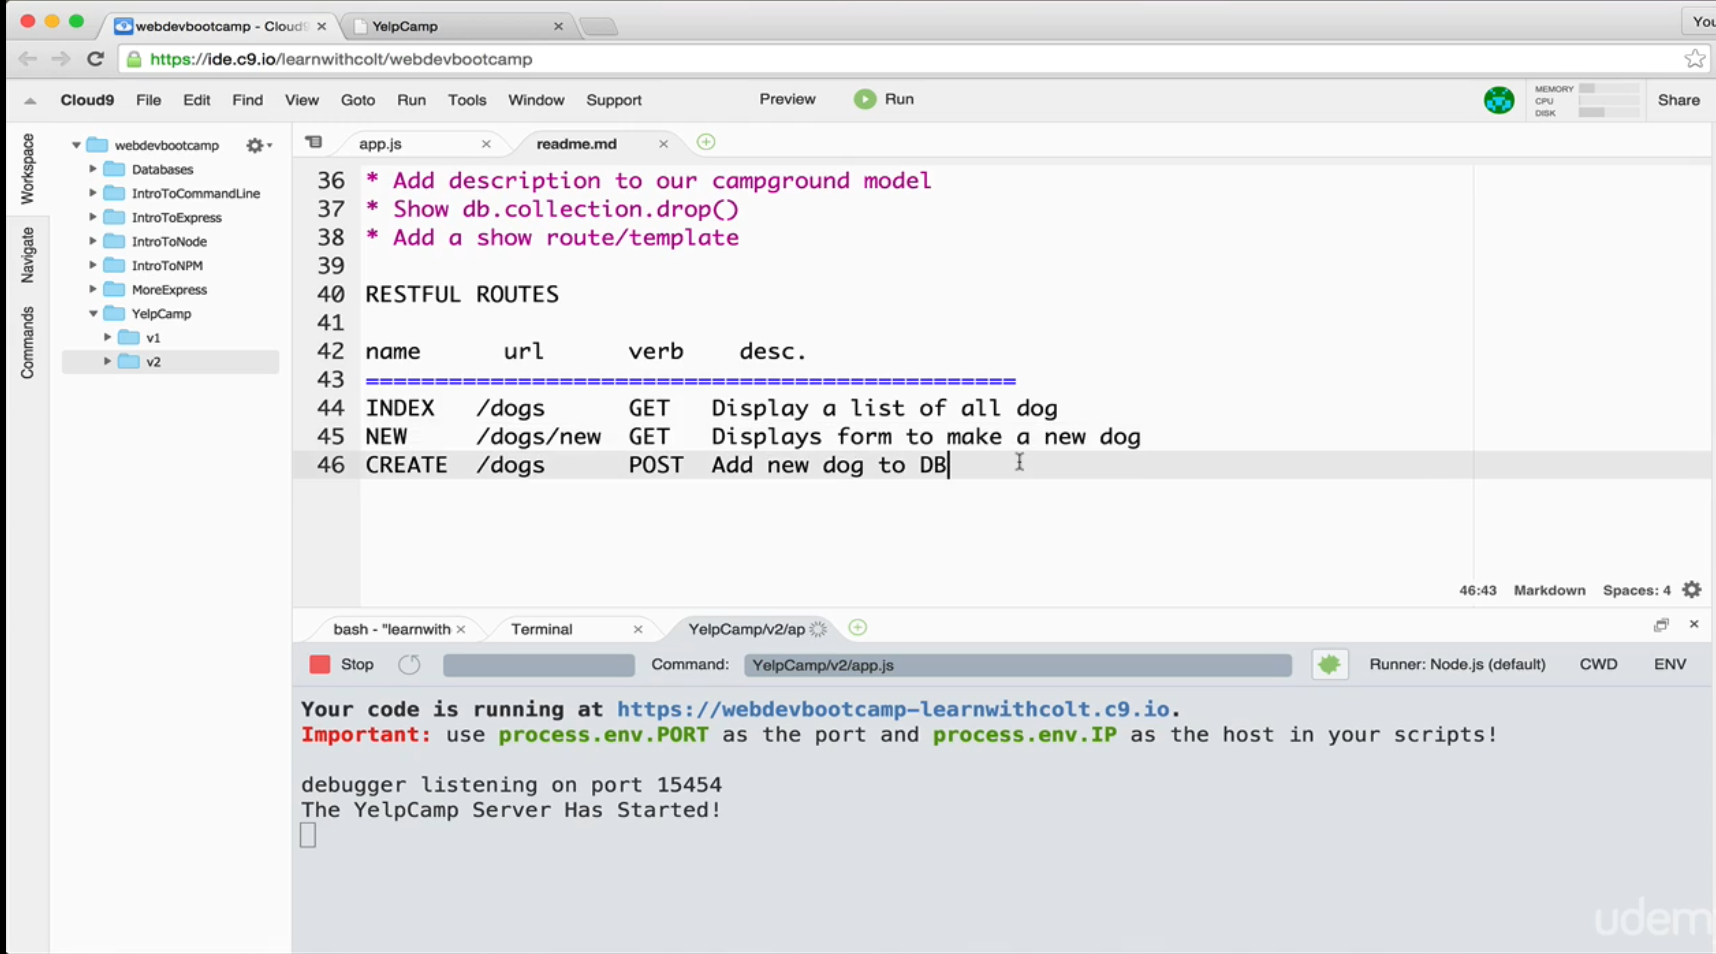 webdevbootcamp - Cloud9
YelpCamp
You
https://ide.c9.io/learnwithcolt/webdevbootcamp
Cloud9 File Edit Find View Goto Run Tools Window Support Preview Run MEMORY CPU DISK Share
Workspace
Navigate
Commands
webdevbootcamp
Databases
IntroToCommandLine
IntroToExpress
IntroToNode
IntroToNPM
MoreExpress
YelpCamp
v1
v2
app.js readme.md
36 * Add description to our campground model
37 * Show db.collection.drop()
38 * Add a show route/template
39
40 RESTFUL ROUTES
41
42 name url verb desc.
43 ===============================================
44 INDEX /dogs GET Display a list of all dog
45 NEW /dogs/new GET Displays form to make a new dog
46 CREATE /dogs POST Add new dog to DB
46:43 Markdown Spaces: 4
bash - "learnwith Terminal YelpCamp/v2/ap
Stop Command: YelpCamp/v2/app.js Runner: Node.js (default) CWD ENV
Your code is running at https://webdevbootcamp-learnwithcolt.c9.io.
Important: use process.env.PORT as the port and process.env.IP as the host in your scripts!
debugger listening on port 15454
The YelpCamp Server Has Started!
udem